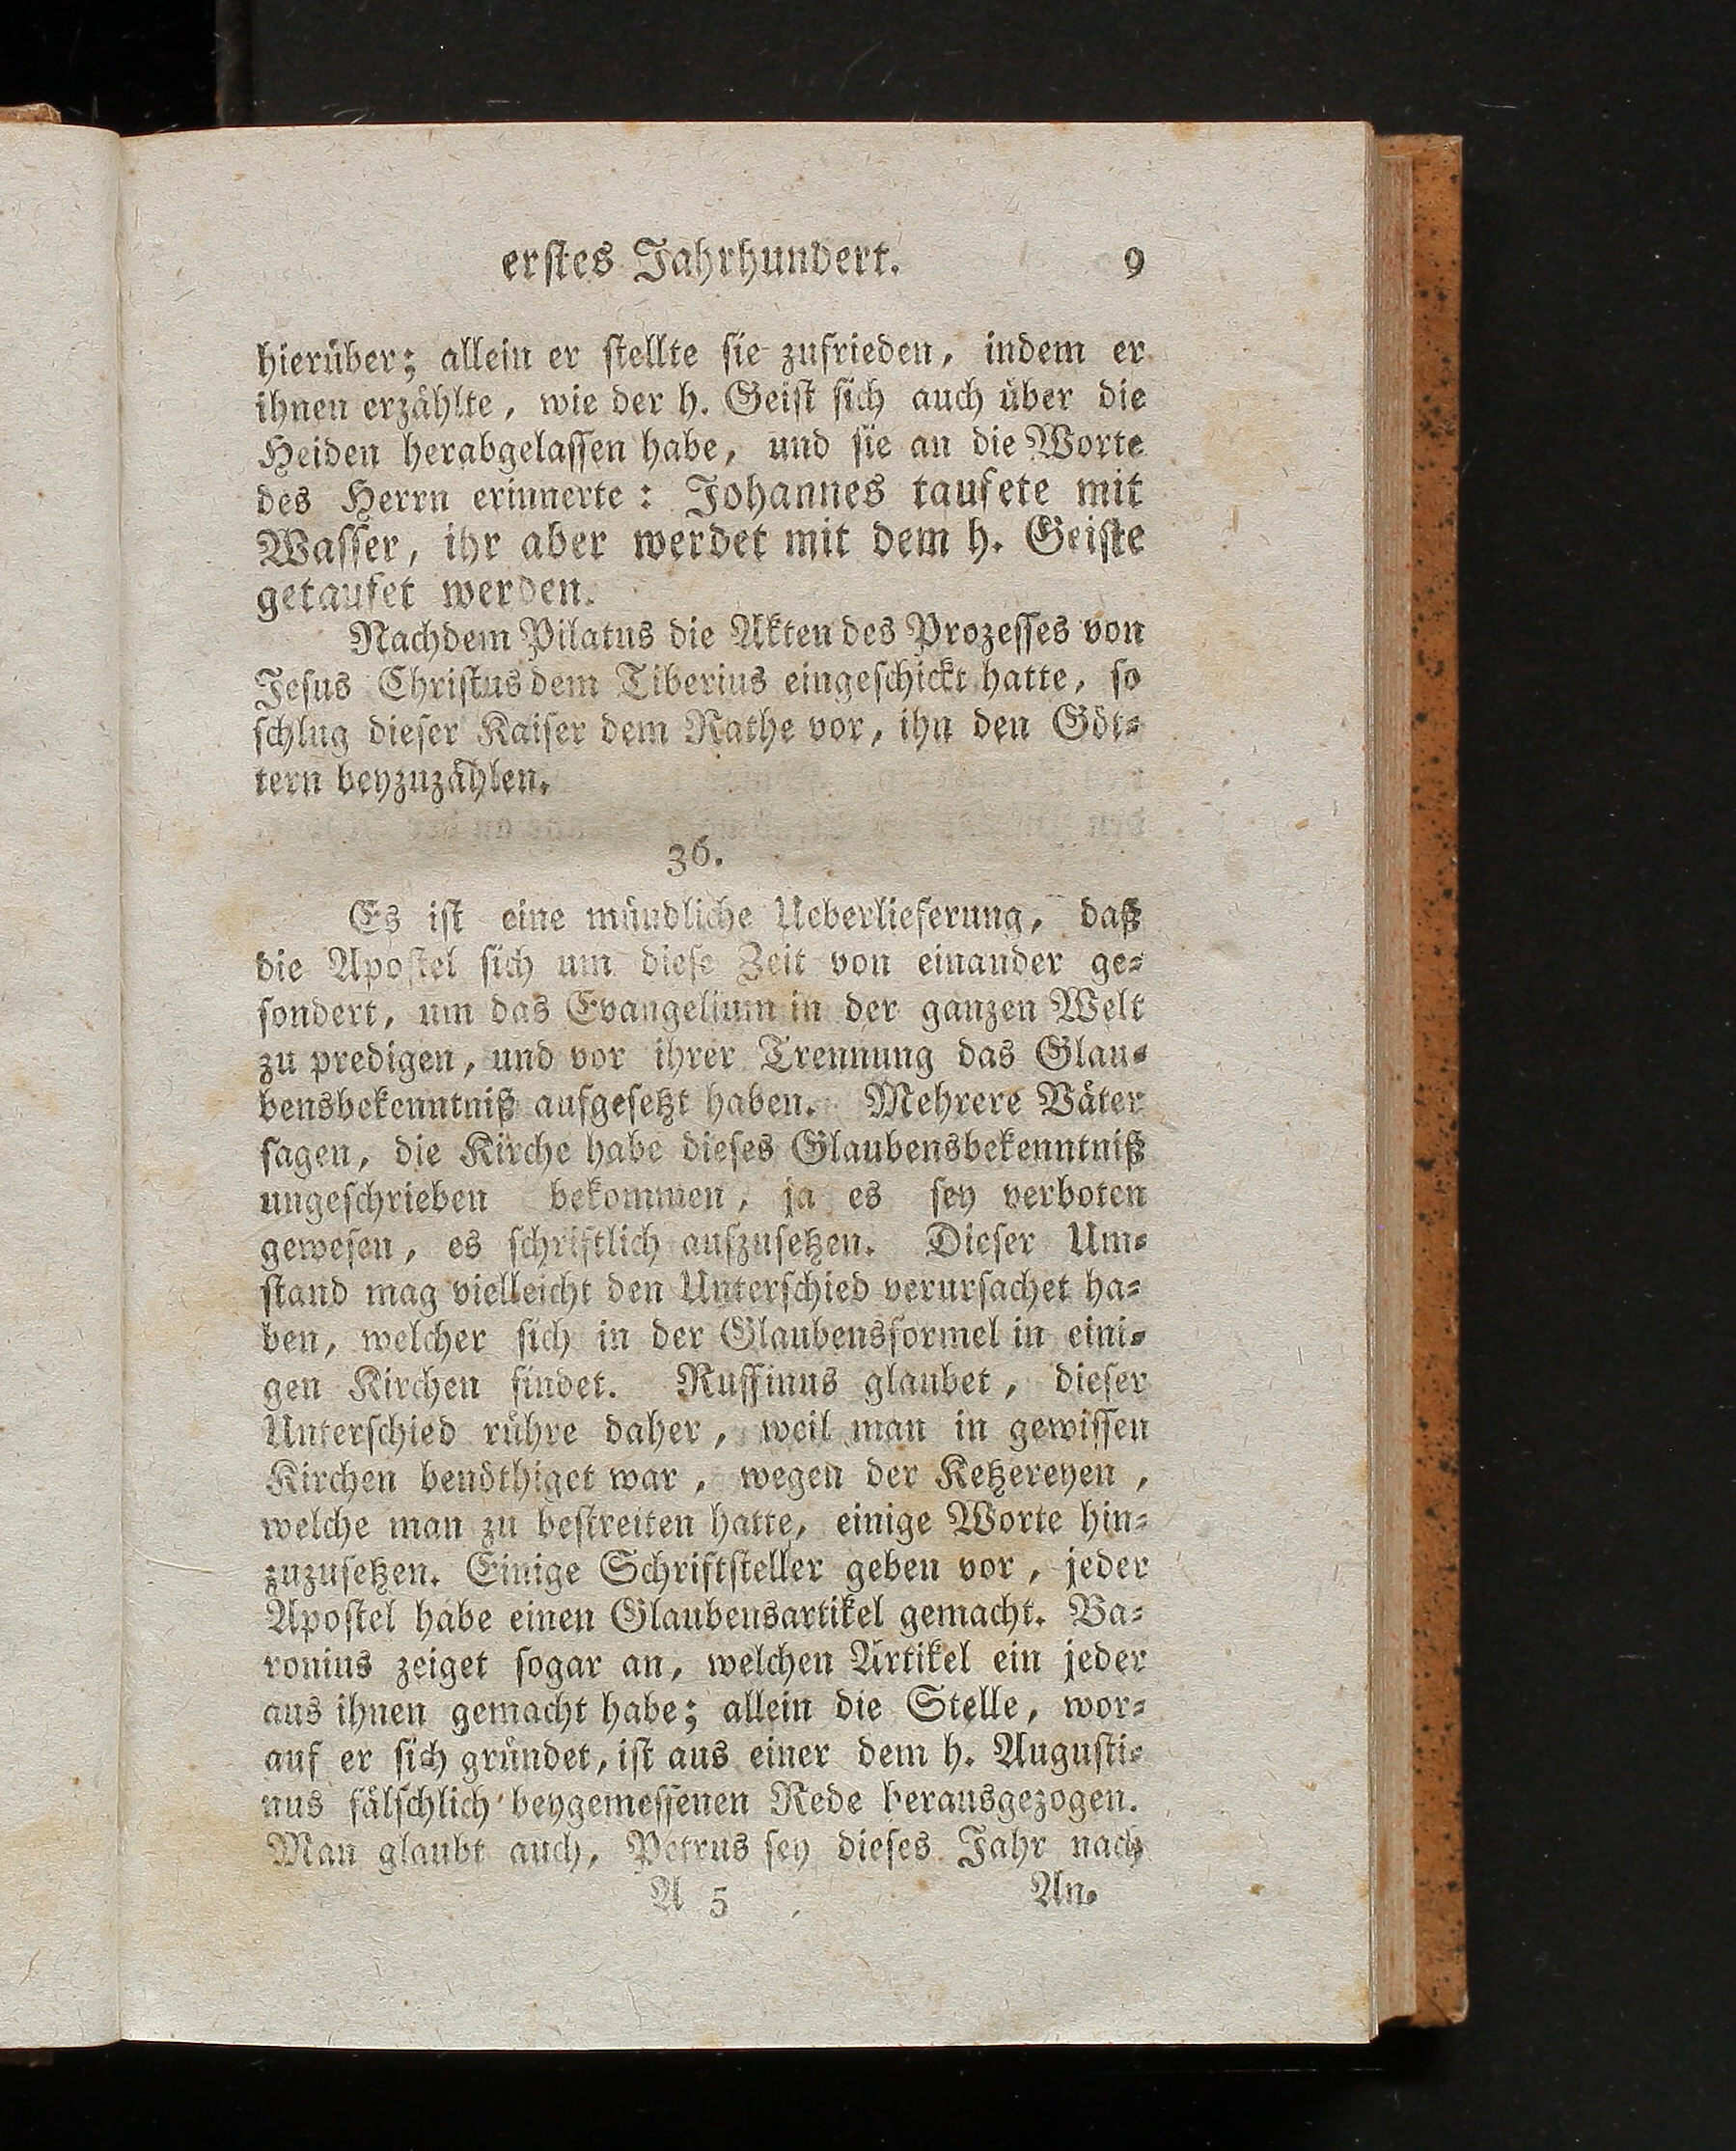 erstes Jahrhundert. 9
hierüber; allein er stellte sie zufrieden, indem er
ihnen erzählte, wie der h. Geist sich auch über die
Heiden herabgelassen habe, und sie an die Worte
des Herrn erinnerte: Johannes taufete mit
Wasser, ihr aber werdet mit dem h. Geiste
getaufet werden.
Nachdem Pilatus die Akten des Prozesses von
Jesus Christus dem Tiberius eingeschickt hatte, so
schlug dieser Kaiser dem Rathe vor, ihn den Göt-
tern beyzuzählen.
36.
Es ist eine mündliche Ueberlieferung, daß
die Apostel sich um diese Zeit von einander ge-
sondert, um das Evangelium in der ganzen Welt
zu predigen, und vor ihrer Trennung das Glau-
bensbekenntniß aufgesetzt haben. Mehrere Väter
sagen, die Kirche habe dieses Glaubensbekenntniß
ungeschrieben bekommen, ja es sey verboten
gewesen, es schriftlich aufzusetzen. Dieser Um-
stand mag vielleicht den Unterschied verursachet ha-
ben, welcher sich in der Glaubensformel in eini-
gen Kirchen findet. Ruffinus glaubet, dieser
Unterschied rühre daher, weil man in gewissen
Kirchen benöthiget war, wegen der Ketzereyen,
welche man zu bestreiten hatte, einige Worte hin-
zuzusetzen. Einige Schriftsteller geben vor, jeder
Apostel habe einen Glaubensartikel gemacht. Ba-
ronius zeiget sogar an, welchen Artikel ein jeder
aus ihnen gemacht habe; allein die Stelle, wor-
auf er sich gründet, ist aus einer dem h. Augusti-
nus fälschlich beygemessenen Rede herausgezogen.
Man glaubt auch, Petrus sey dieses Jahr nach
A 5 An-